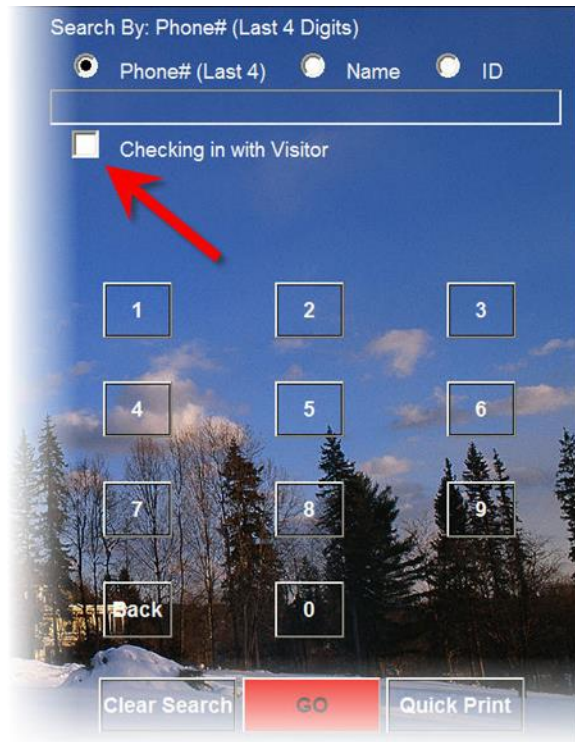 Search By: Phone# (Last 4 Digits)
Phone# (Last 4) Name ID
Checking in with Visitor
1 2 3
4 5 6
7 8 9
Back 0
Clear Search GO Quick Print